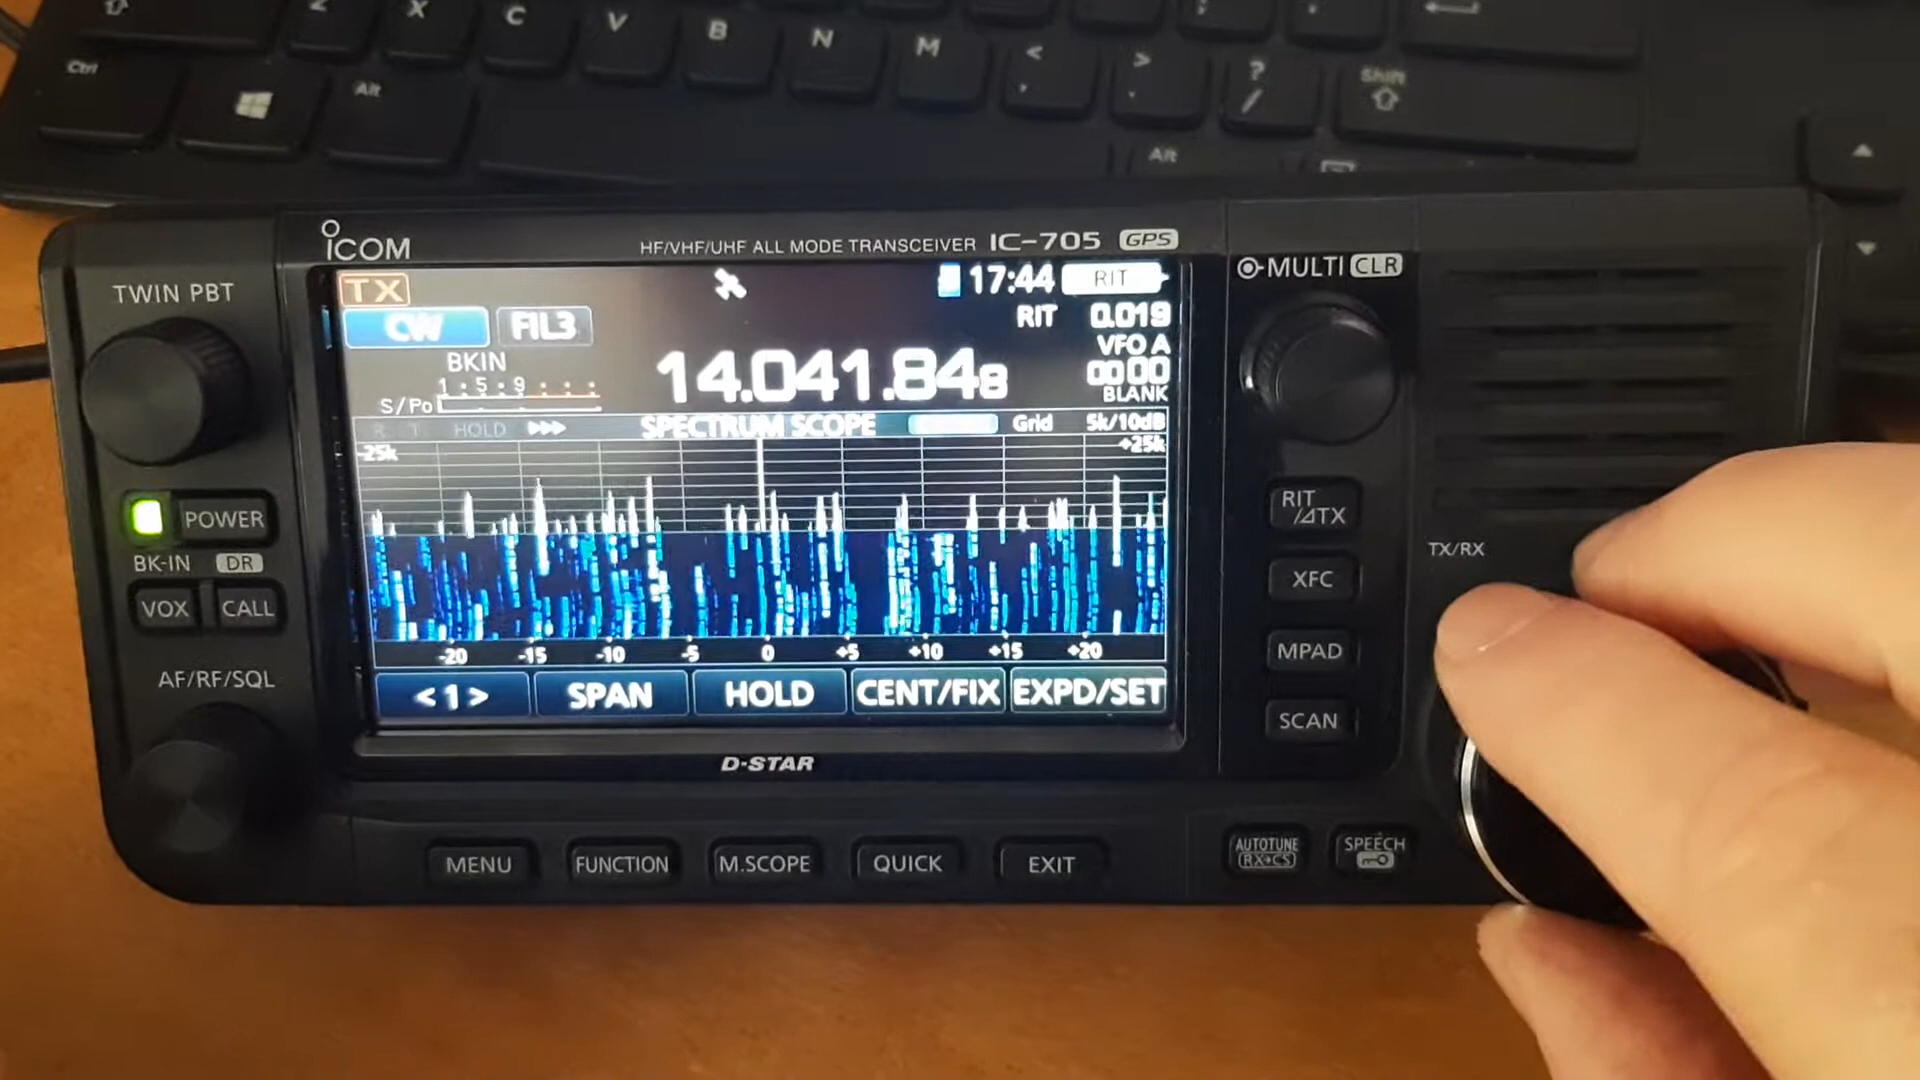 Z X C V B N M < > ? Shift
, . /
Ctrl Alt Alt
ICOM HF/VHF/UHF ALL MODE TRANSCEIVER IC-705 GPS
TWIN PBT
TX 17:44 RIT
CW FIL3 RIT 0.019
VFO A
BKIN 14.041.848 00 00
1 · 5 · 9 · · ·
S/Po BLANK
HOLD SPECTRUM SCOPE Grid 5k/10dB
-25k +25k
-20 -15 -10 -5 0 +5 +10 +15 +20
<1> SPAN HOLD CENT/FIX EXPD/SET
D-STAR
POWER
BK-IN DR
VOX CALL
AF/RF/SQL
MULTI CLR
RIT
/⊿TX
TX/RX
XFC
MPAD
SCAN
MENU FUNCTION M.SCOPE QUICK EXIT
AUTOTUNE SPEECH
RX→CS